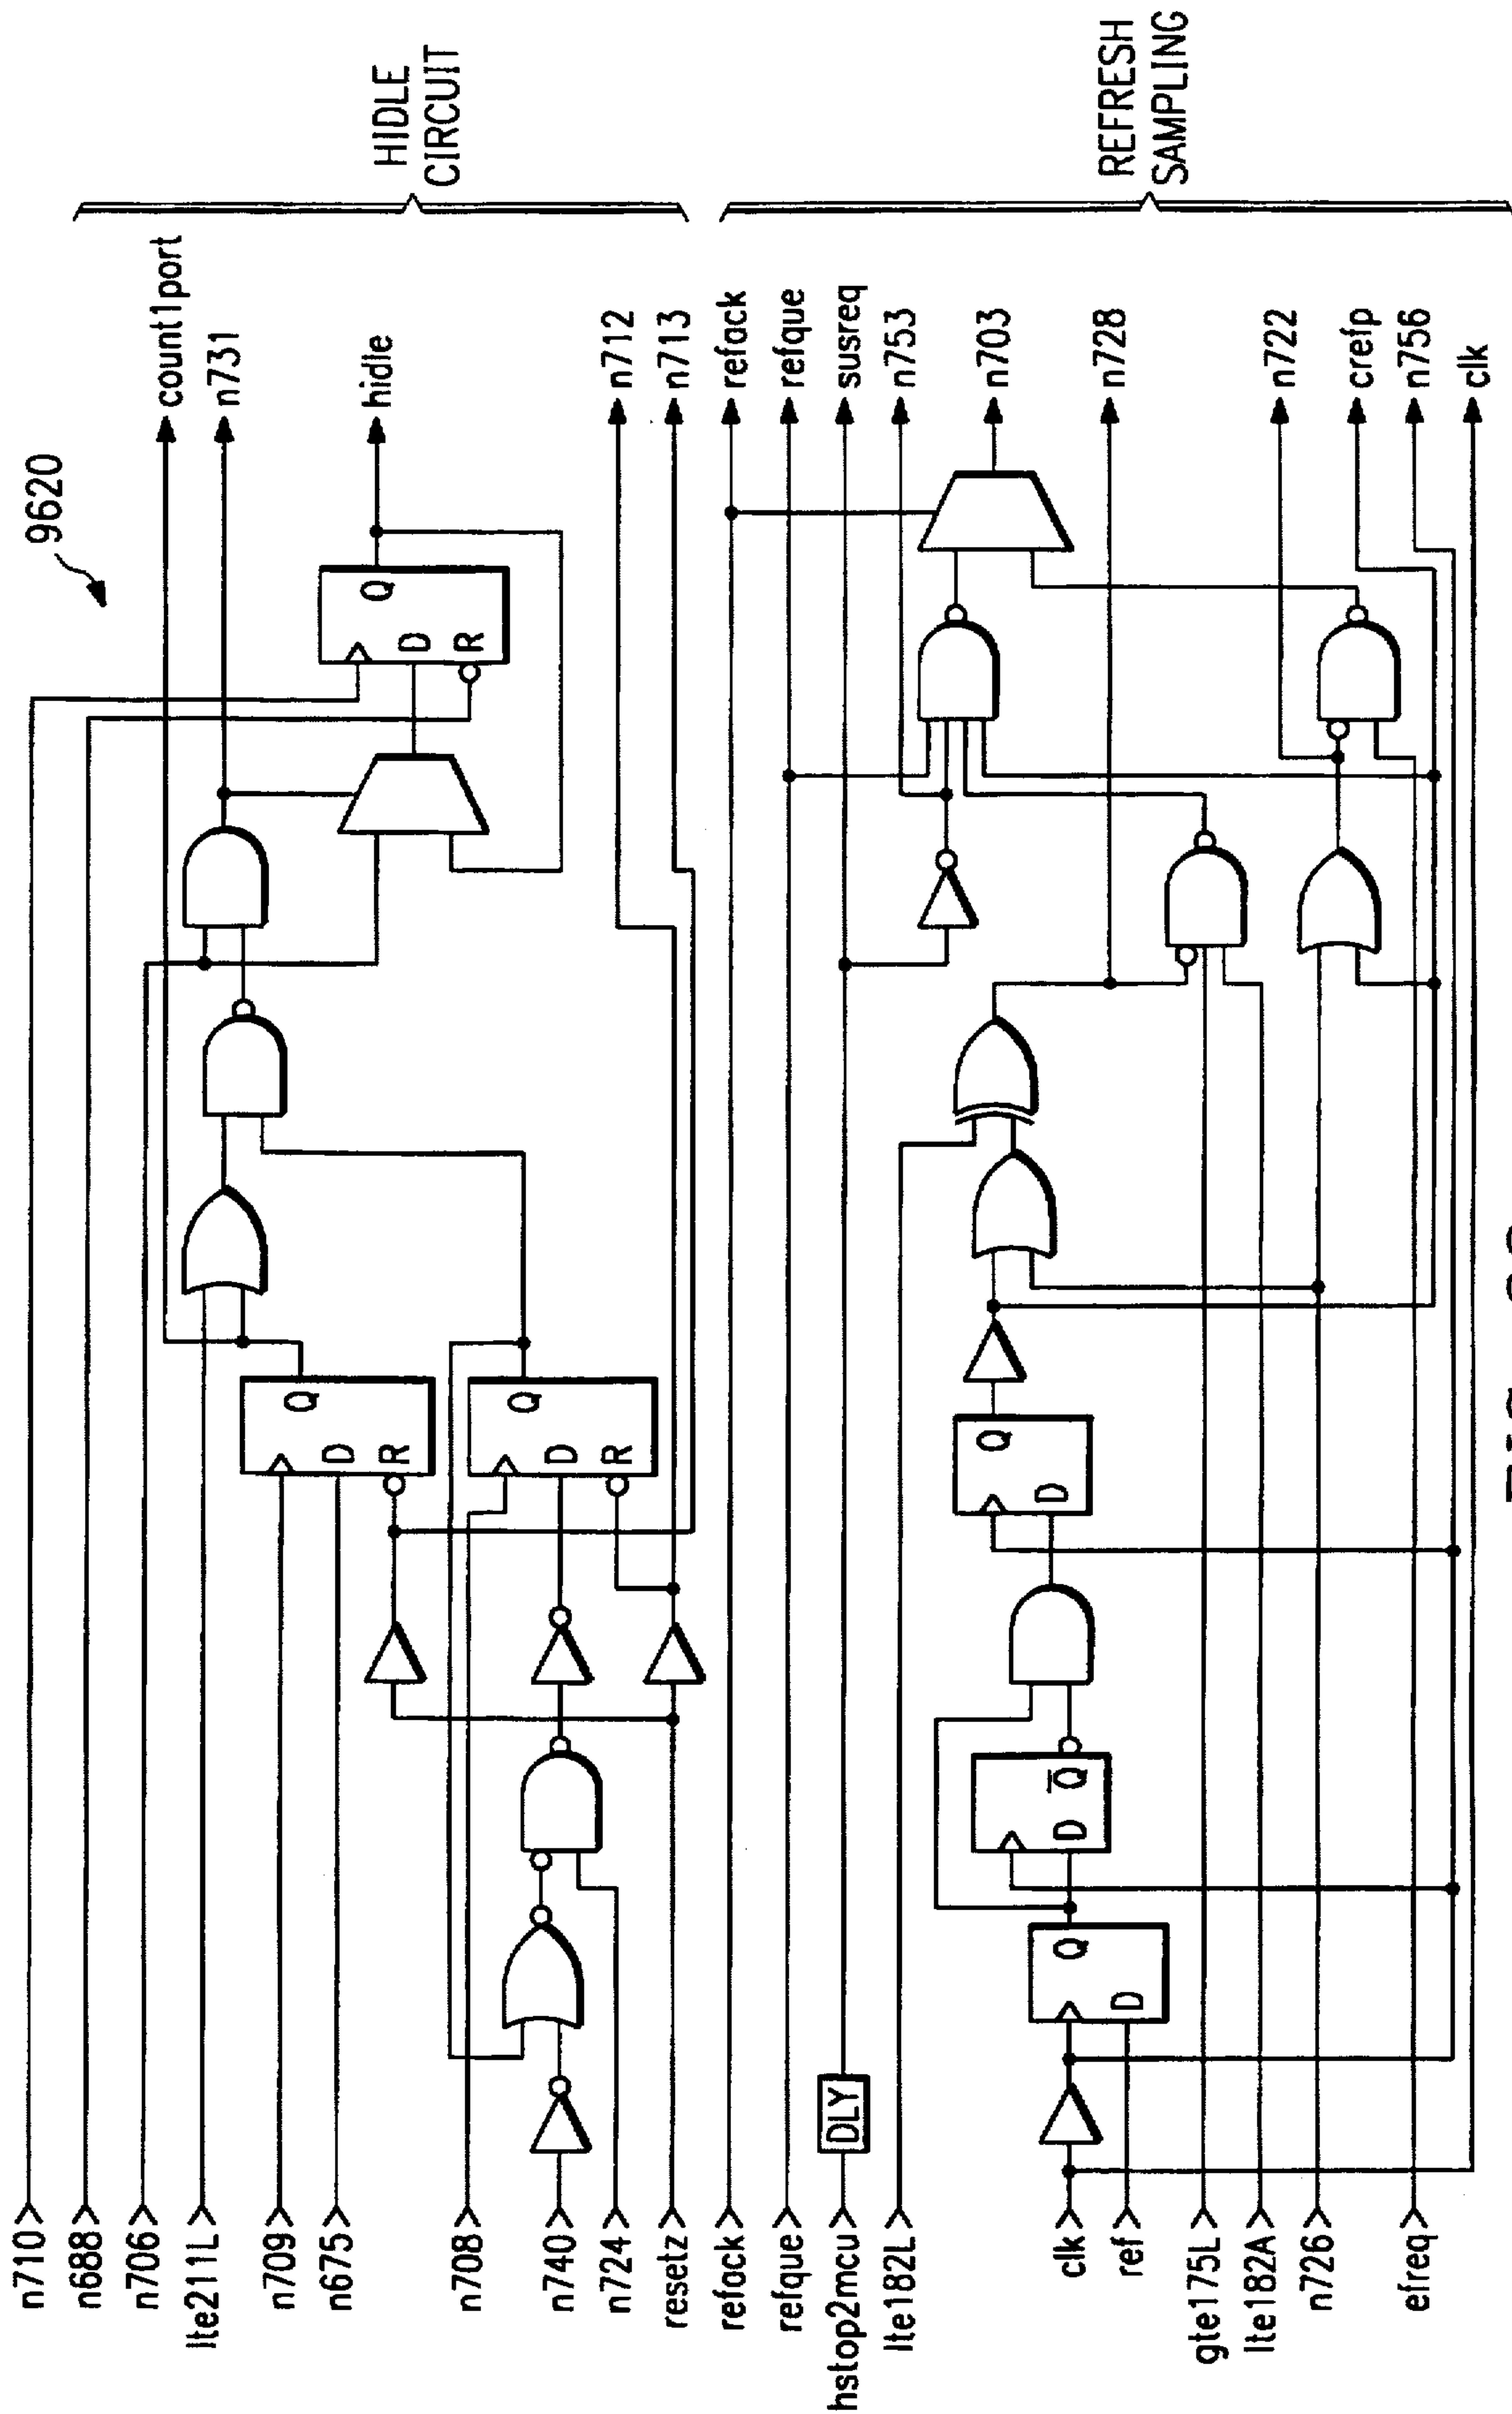 9620
n710
n688
n706
lte211L
n709
n675
n708
n740
n724
resetz
refack
refque
hstop2mcu
lte182L
clk
ref
gte175L
lte182A
n726
efreq
DLY
Q
D
R
Q
D
R
Q
D
R
Q
D
Q
D
Q
D
count1port
n731
hidle
n712
n713
refack
refque
susreq
n753
n703
n728
n722
crefp
n756
clk
HIDLE
CIRCUIT
REFRESH
SAMPLING